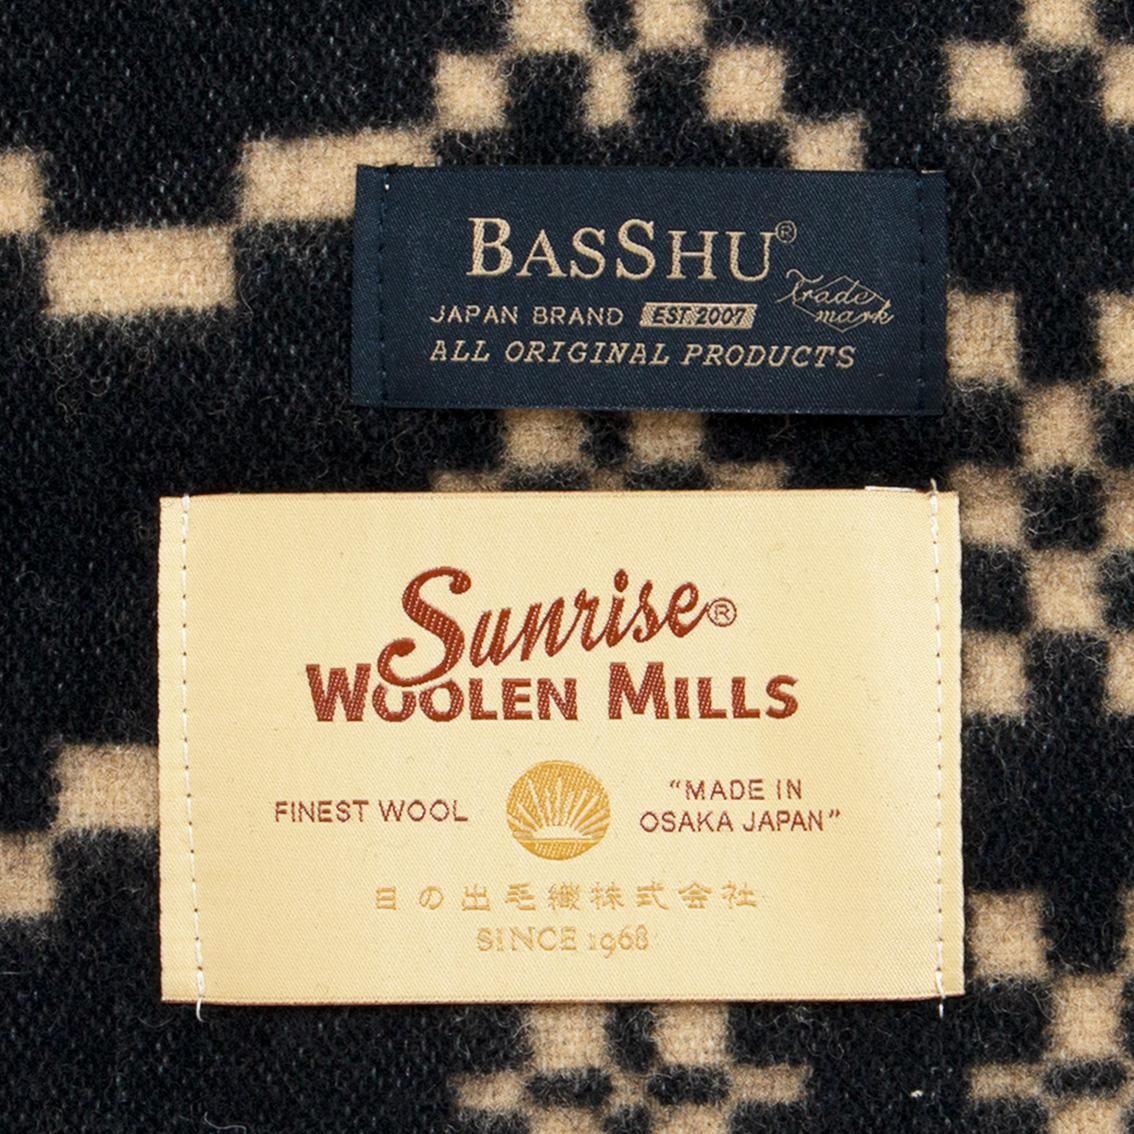 BASSHU®
Trade mark
JAPAN BRAND EST.2007
ALL ORIGINAL PRODUCTS
Sunrise®
WOOLEN MILLS
FINEST WOOL
"MADE IN
OSAKA JAPAN"
日の出毛織株式会社
SINCE 1968